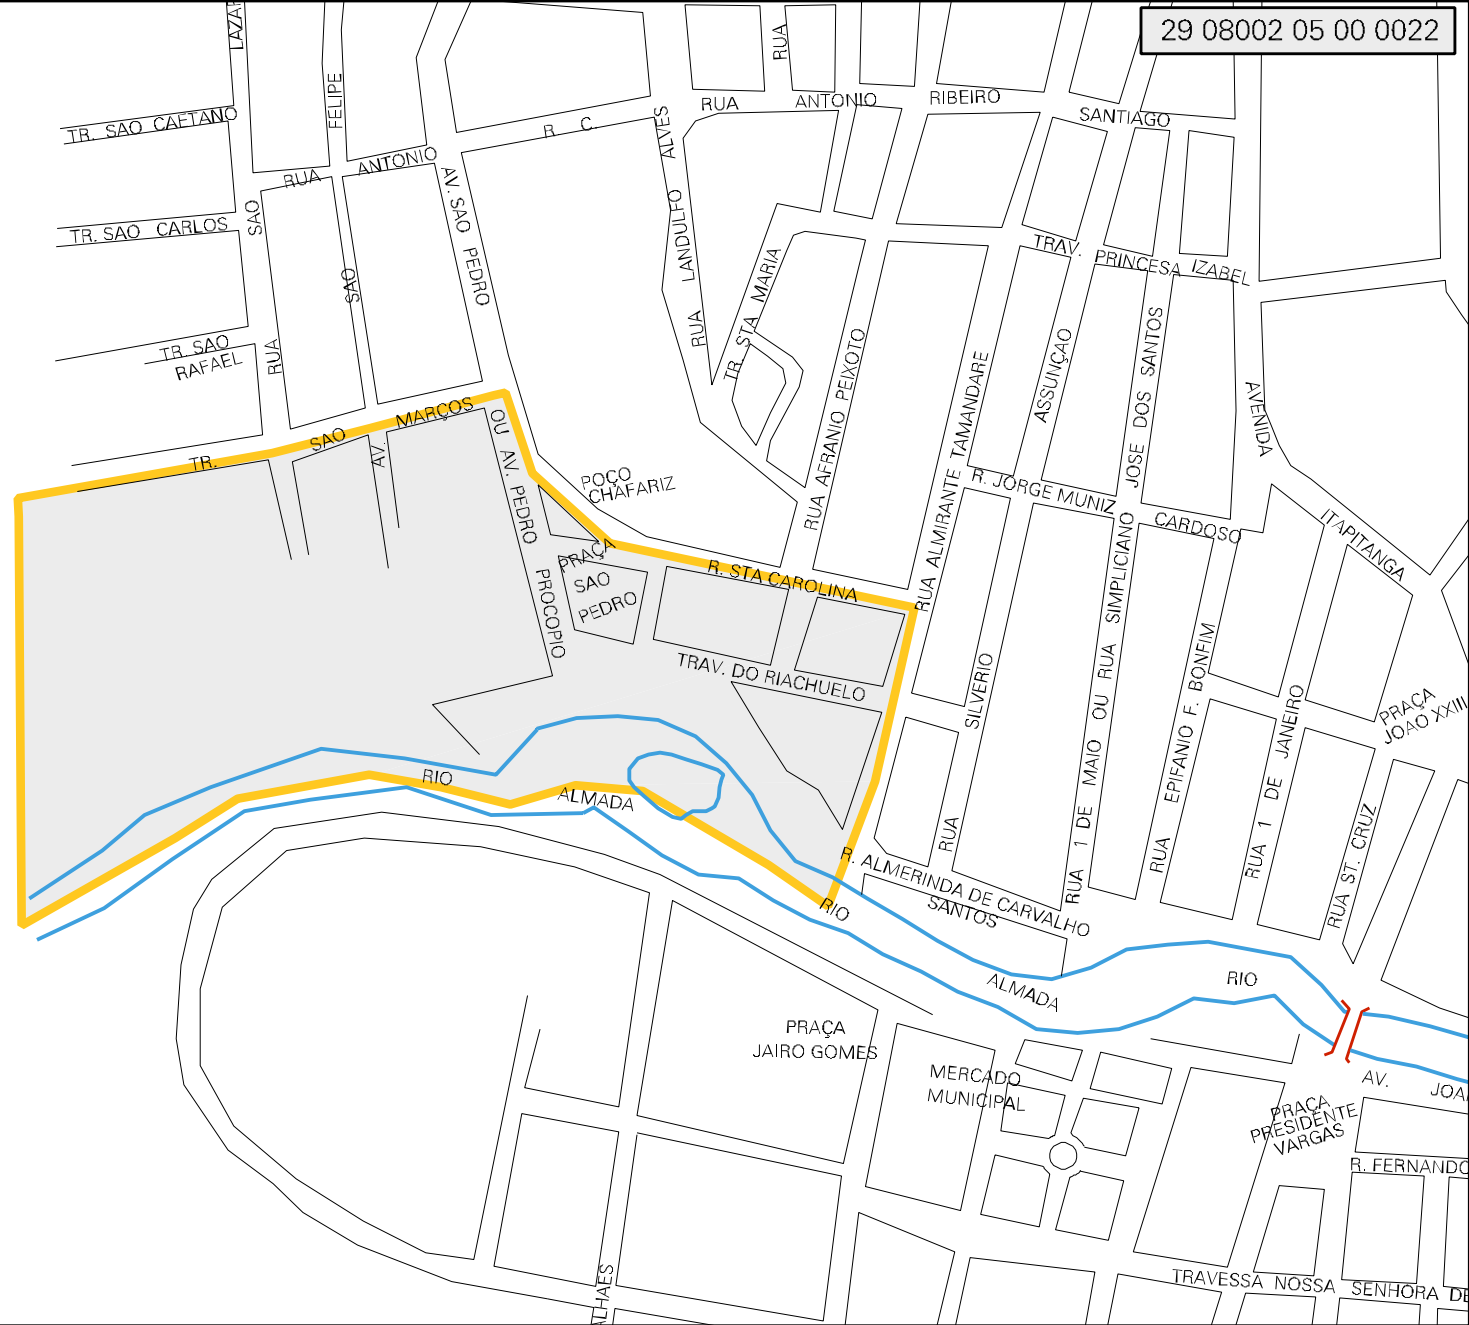 29 08002 05 00 0022
LAZAR
FELIPE
RUA
RUA ANTONIO RIBEIRO
SANTIAGO
TR. SAO CAETANO
R. C.
RUA ANTONIO
TR. SAO CARLOS
SAO
SAO
RUA
AV. SAO PEDRO
RUA LANDULFO ALVES
TR. STA MARIA
TRAV. PRINCESA IZABEL
TR. SAO
RAFAEL
RUA AFRANIO PEIXOTO
RUA ALMIRANTE TAMANDARE
ASSUNÇAO
RUA 1 DE MAIO OU RUA SIMPLICIANO JOSE DOS SANTOS
AVENIDA
ITAPITANGA
TR. SAO MARÇOS
AV.
OU AV. PEDRO PROCOPIO
POÇO
CHAFARIZ
R. JORGE MUNIZ CARDOSO
PRAÇA
SAO
PEDRO
R. STA CAROLINA
TRAV. DO RIACHUELO
RUA SILVERIO
RUA EPIFANIO F. BONFIM
RUA 1 DE JANEIRO
PRAÇA
JOAO XXIII
RUA ST. CRUZ
RIO ALMADA
R. ALMERINDA DE CARVALHO
SANTOS
RIO ALMADA
RIO
PRAÇA
JAIRO GOMES
MERCADO
MUNICIPAL
AV. JOA
PRAÇA
PRESIDENTE
VARGAS
R. FERNANDO
TRAVESSA NOSSA SENHORA DE
ALHAES